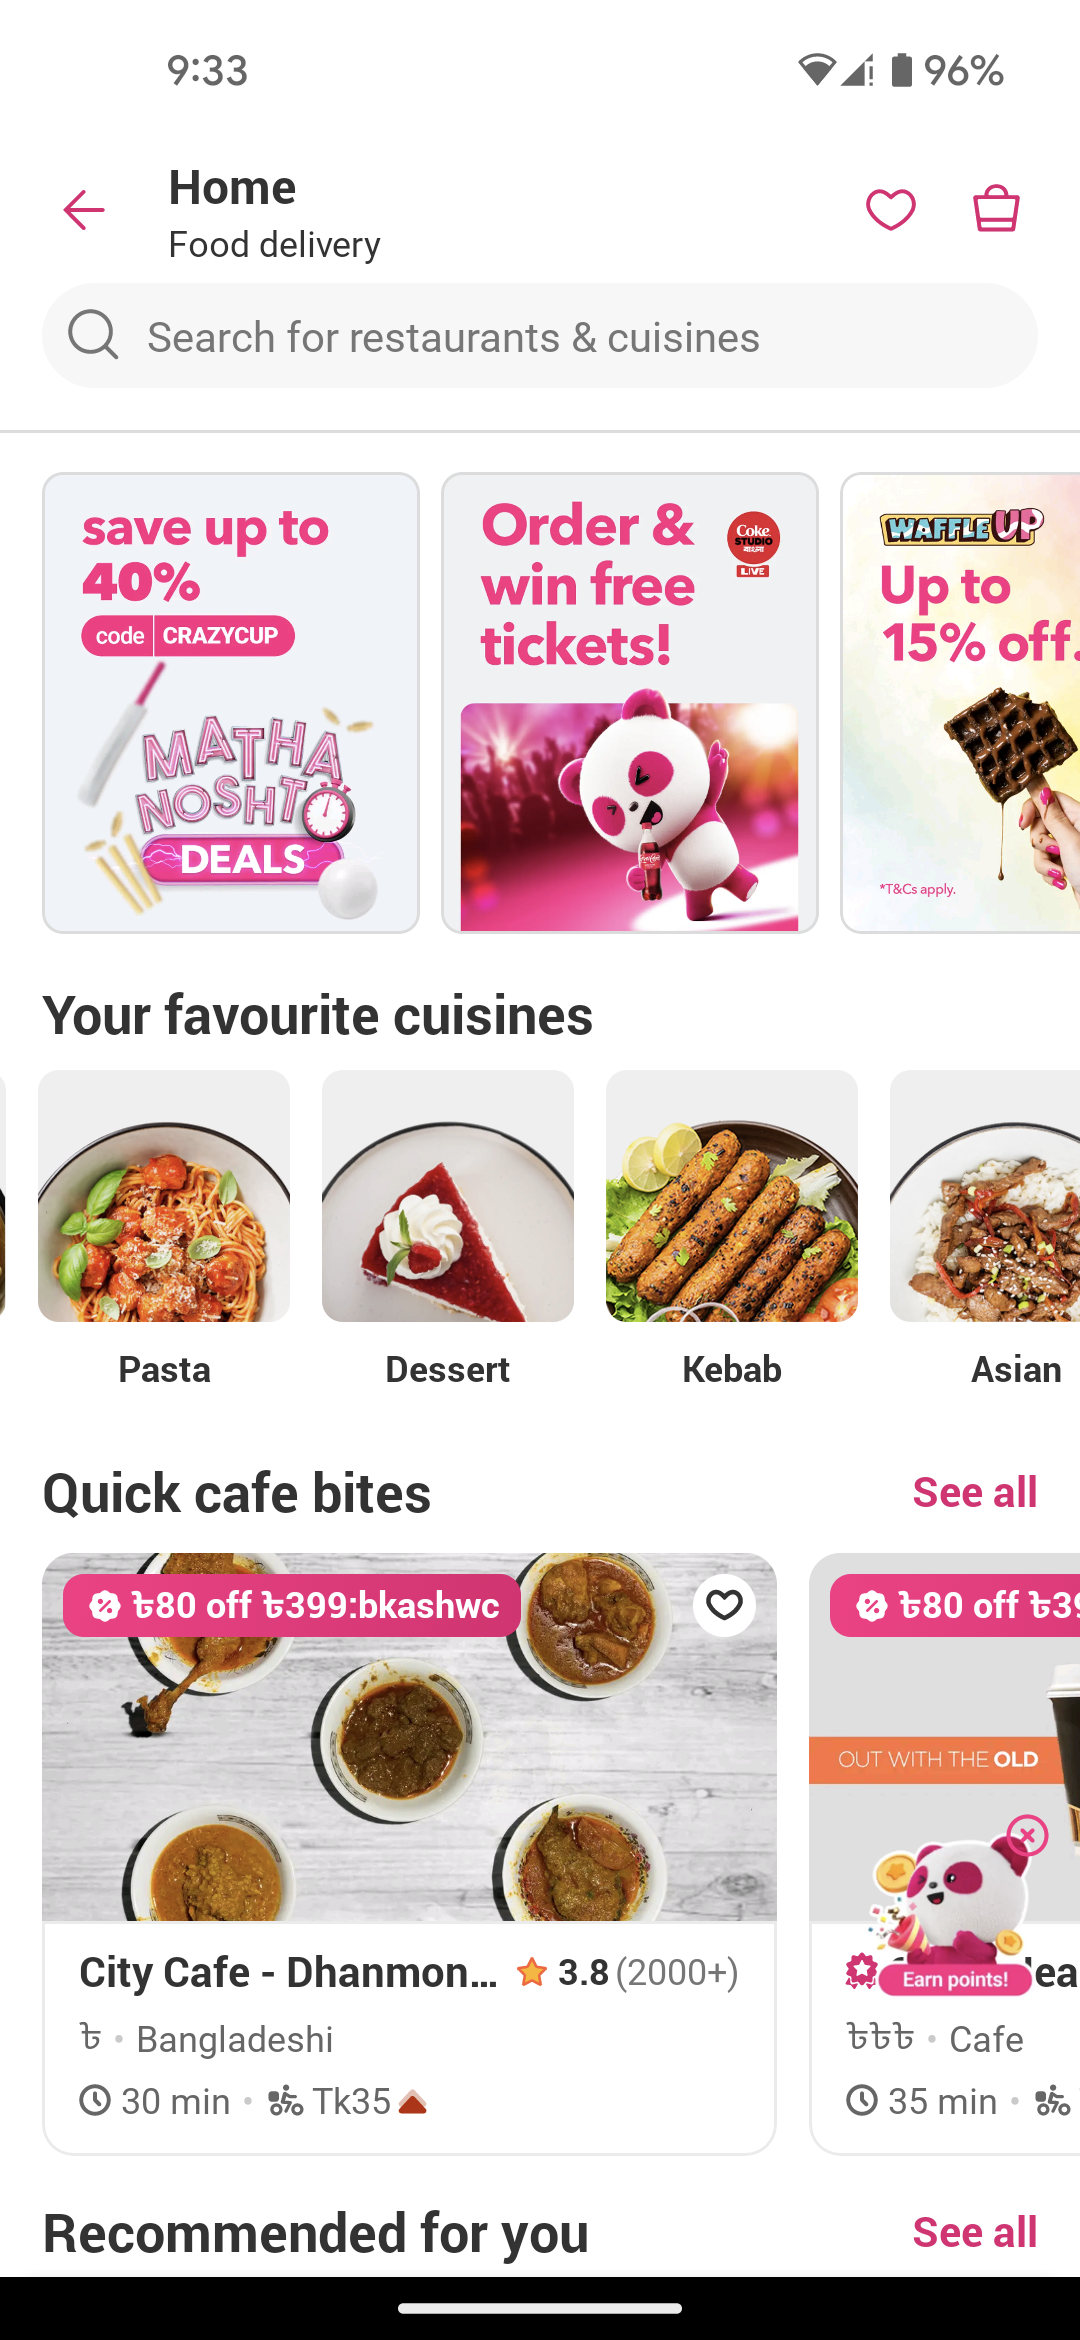 9:33
96%
Home
Food delivery
Search for restaurants & cuisines
save up to
40%
code CRAZYCUP
MATHA
NOSHTO
DEALS
Order &
win free
tickets!
Coke
STUDIO
বাংলা
LIVE
WAFFLE UP
Up to
15% off.
*T&Cs apply.
Your favourite cuisines
Pasta
Dessert
Kebab
Asian
Quick cafe bites
See all
৳80 off ৳399:bkashwc
৳80 off ৳39
OUT WITH THE OLD
City Cafe - Dhanmon... 3.8 (2000+)
৳ • Bangladeshi
30 min • Tk35
Earn points!
৳৳৳ • Cafe
35 min •
Recommended for you
See all